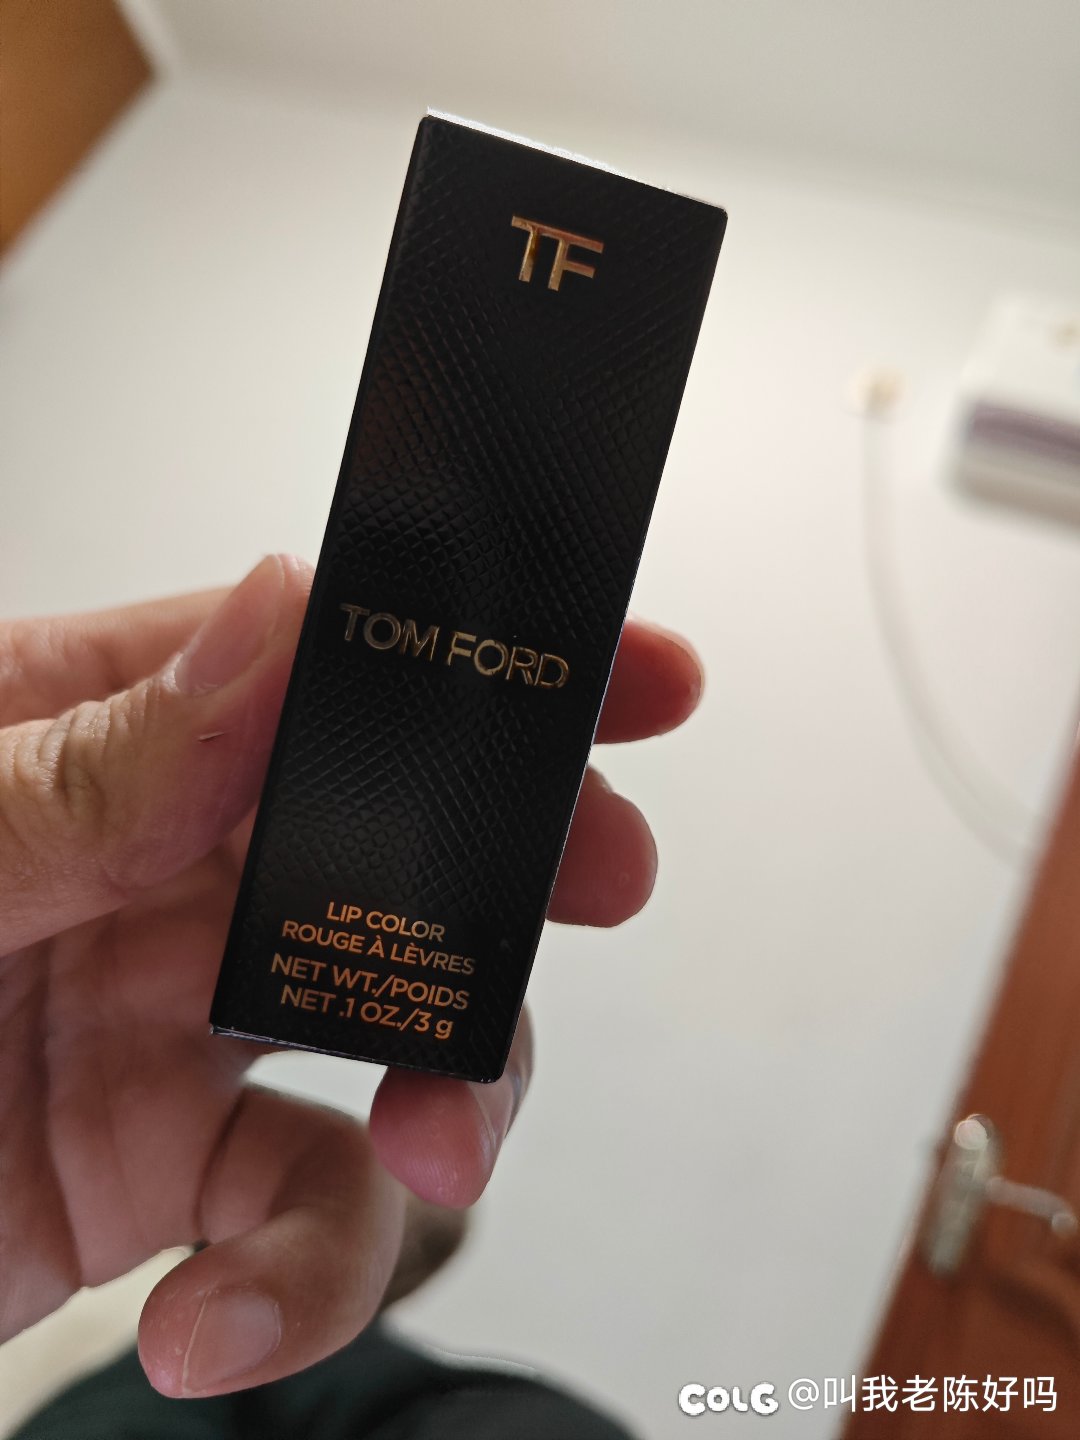 TF
TOM FORD
LIP COLOR
ROUGE À LÈVRES
NET WT./POIDS
NET .1 OZ./3 g
COLG @叫我老陈好吗